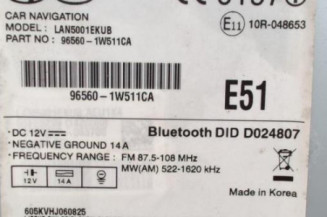 CAR NAVIGATION
MODEL : LAN5001EKUB
PART NO : 96560-1W511CA
E11 10R-048653
96560-1W511CA
E51
DC 12V
Bluetooth DID D024807
NEGATIVE GROUND 14A
FREQUENCY RANGE : FM 87.5-108 MHz
MW(AM) 522-1620 kHz
12V
14A
Made in Korea
605KVHJ060825